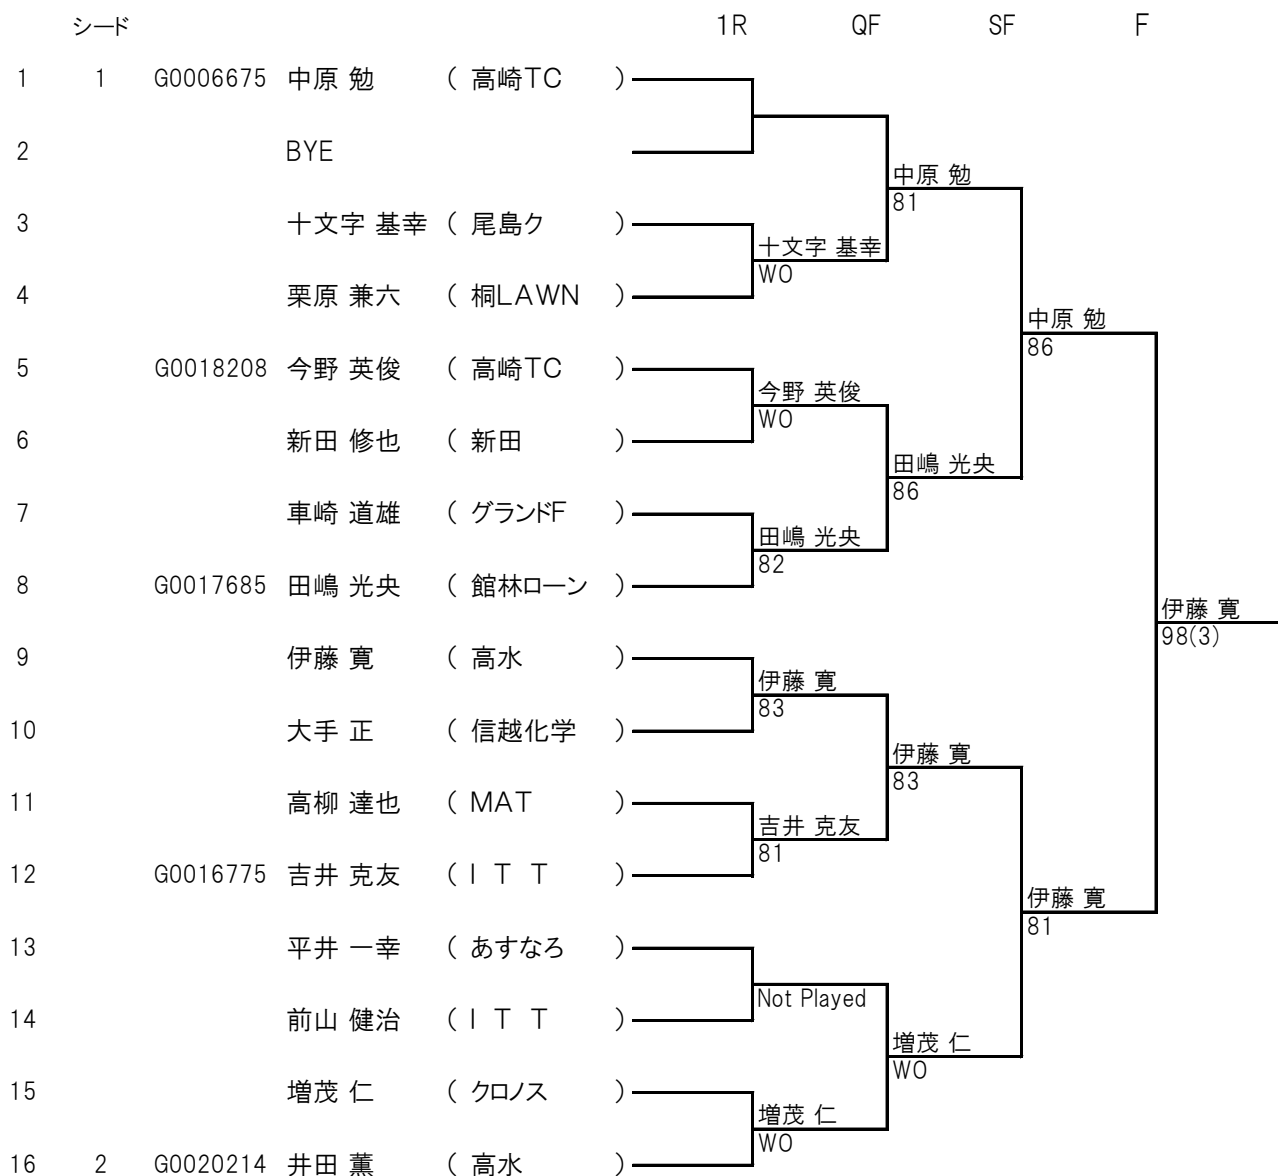 シード 1R QF SF F
1 1 G0006675 中原 勉 ( 高崎TC )
2 BYE
中原 勉
81
3 十文字 基幸 ( 尾島ク )
十文字 基幸
WO
4 栗原 兼六 ( 桐LAWN )
中原 勉
86
5 G0018208 今野 英俊 ( 高崎TC )
今野 英俊
WO
6 新田 修也 ( 新田 )
田嶋 光央
86
7 車崎 道雄 ( グランドF )
田嶋 光央
82
8 G0017685 田嶋 光央 ( 館林ローン )
伊藤 寛
98(3)
9 伊藤 寛 ( 高水 )
伊藤 寛
83
10 大手 正 ( 信越化学 )
伊藤 寛
83
11 高柳 達也 ( MAT )
吉井 克友
81
12 G0016775 吉井 克友 ( I T T )
伊藤 寛
81
13 平井 一幸 ( あすなろ )
Not Played
14 前山 健治 ( I T T )
増茂 仁
WO
15 増茂 仁 ( クロノス )
増茂 仁
WO
16 2 G0020214 井田 薫 ( 高水 )